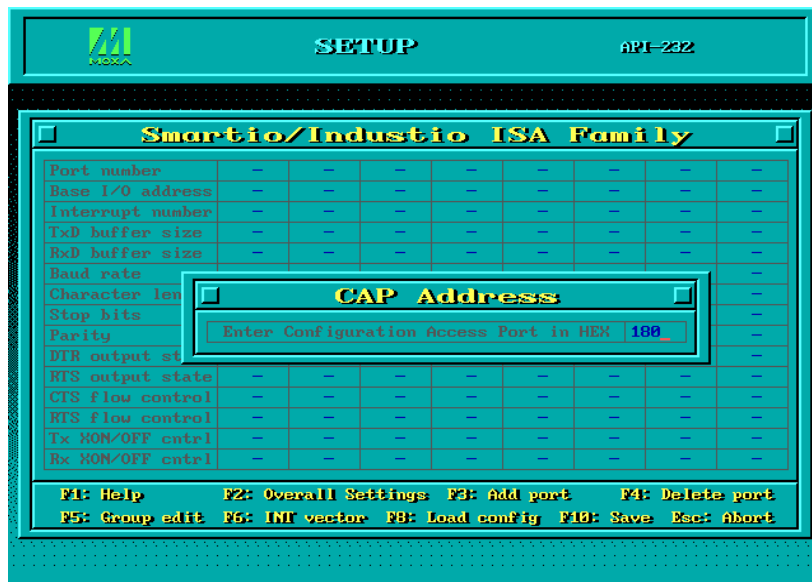 MOXA
SETUP
API-232
Smartio/Industio ISA Family
Port number - - - - - - - -
Base I/O address - - - - - - - -
Interrupt number - - - - - - - -
TxD buffer size - - - - - - - -
RxD buffer size - - - - - - - -
Baud rate -
Character len -
CAP Address
Stop bits -
Enter Configuration Access Port in HEX 180_
Parity -
DTR output st -
RTS output state - - - - - - - -
CTS flow control - - - - - - - -
RTS flow control - - - - - - - -
Tx XON/OFF cntrl - - - - - - - -
Rx XON/OFF cntrl - - - - - - - -
F1: Help F2: Overall Settings F3: Add port F4: Delete port
F5: Group edit F6: INT vector F8: Load config F10: Save Esc: Abort